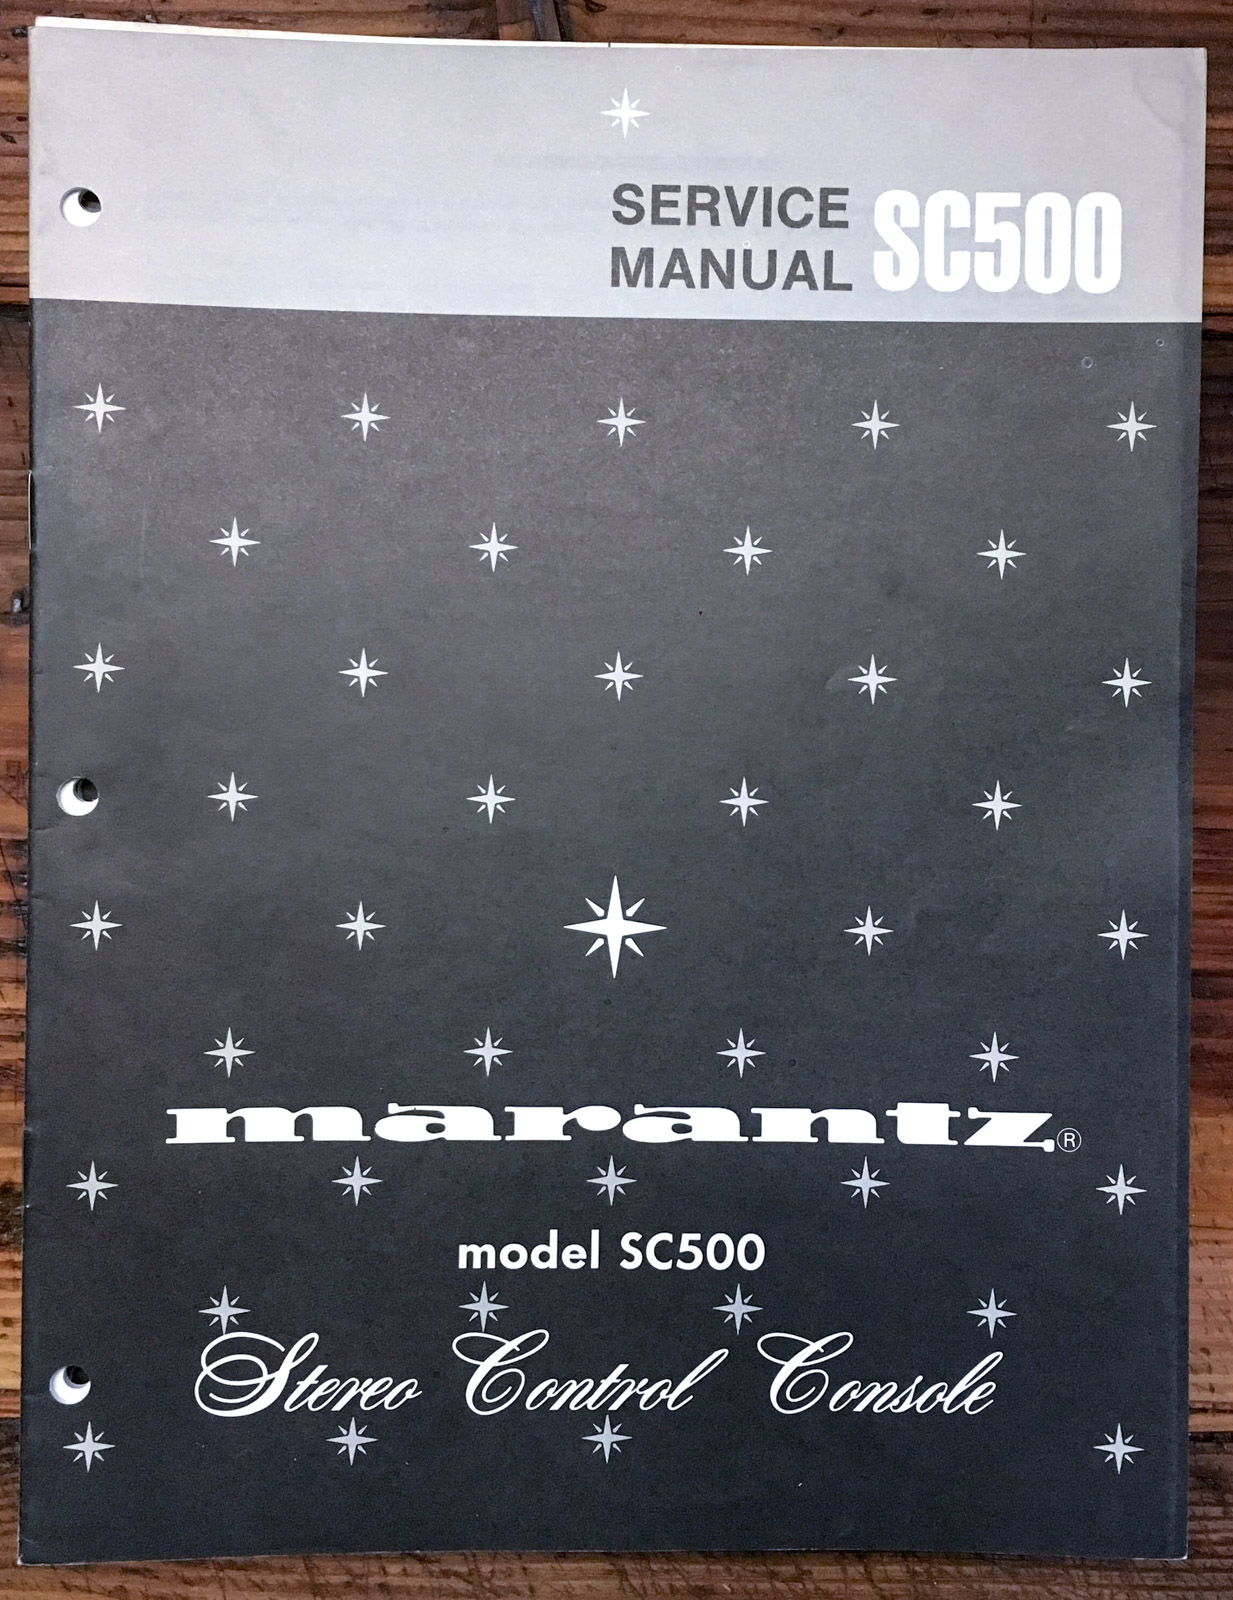 SERVICE
MANUAL SC500
marantz®
model SC500
Stereo Control Console